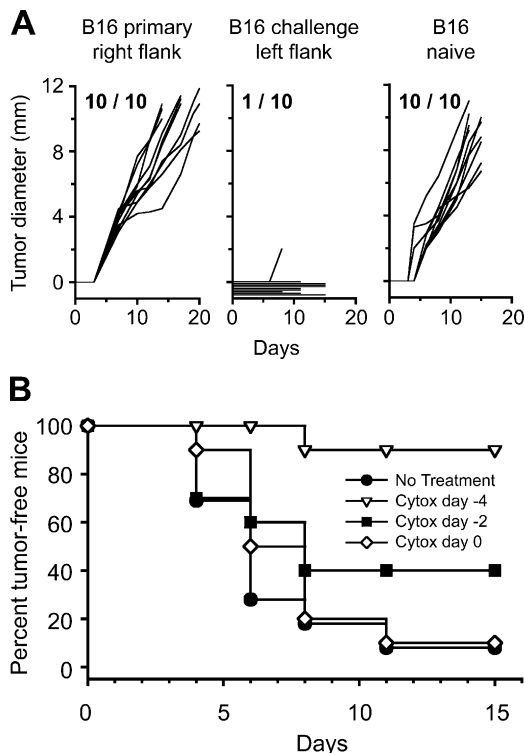 A
B16 primary
right flank
B16 challenge
left flank
B16
naive
Tumor diameter (mm)
12
8
4
0
10 / 10
1 / 10
10 / 10
0 10 20
0 10 20
0 10 20
Days
B
Percent tumor-free mice
100
80
60
40
20
0
No Treatment
Cytox day -4
Cytox day -2
Cytox day 0
0 5 10 15
Days